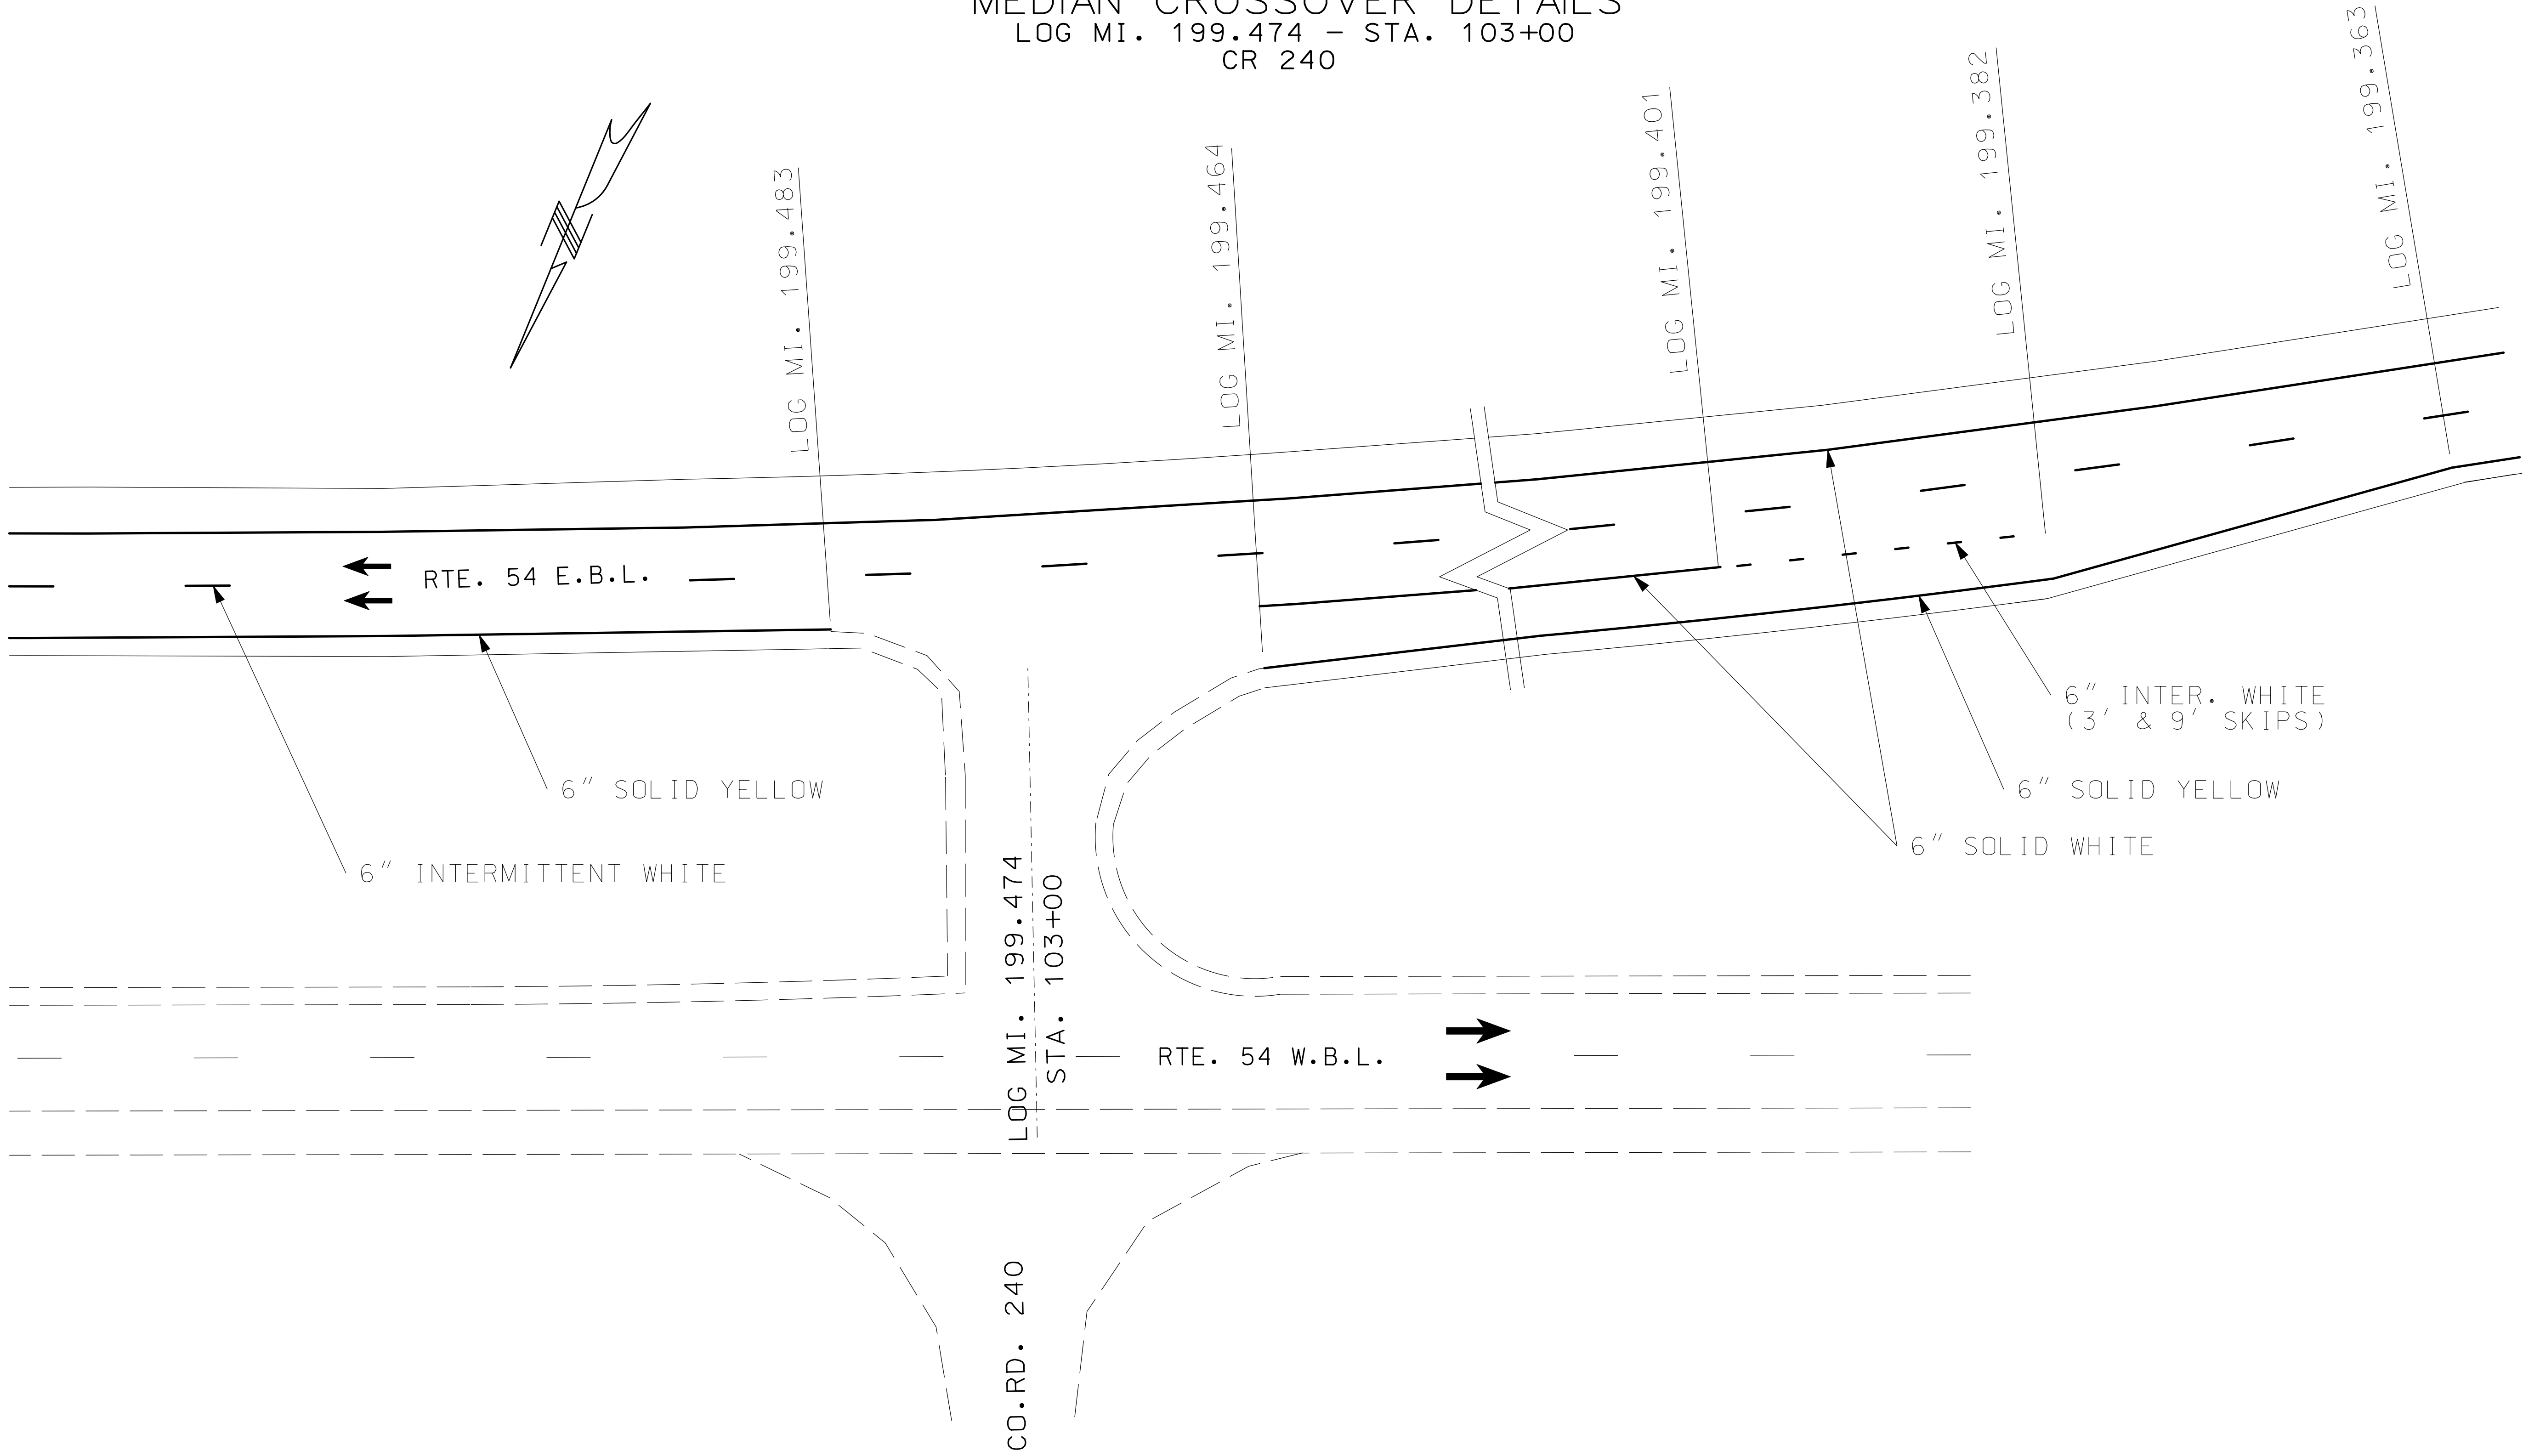 MEDIAN CROSSOVER DETAILS
LOG MI. 199.474 - STA. 103+00
CR 240
LOG MI. 199.483
LOG MI. 199.464
LOG MI. 199.401
LOG MI. 199.382
LOG MI. 199.363
RTE. 54 E.B.L.
6" INTER. WHITE
(3' & 9' SKIPS)
6" SOLID YELLOW
6" SOLID YELLOW
6" SOLID WHITE
6" INTERMITTENT WHITE
LOG MI. 199.474
STA. 103+00
RTE. 54 W.B.L.
CO.RD. 240